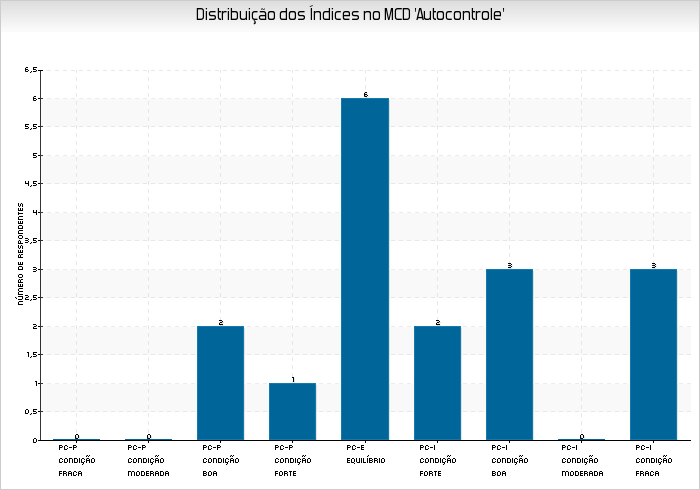 Distribuição dos Índices no MCD 'Autocontrole'
NÚMERO DE RESPONDENTES
6,5
6
5,5
5
4,5
4
3,5
3
2,5
2
1,5
1
0,5
0
0
0
2
1
6
2
3
0
3
PC-P
CONDIÇÃO
FRACA
PC-P
CONDIÇÃO
MODERADA
PC-P
CONDIÇÃO
BOA
PC-P
CONDIÇÃO
FORTE
PC-E
EQUILÍBRIO
PC-I
CONDIÇÃO
FORTE
PC-I
CONDIÇÃO
BOA
PC-I
CONDIÇÃO
MODERADA
PC-I
CONDIÇÃO
FRACA